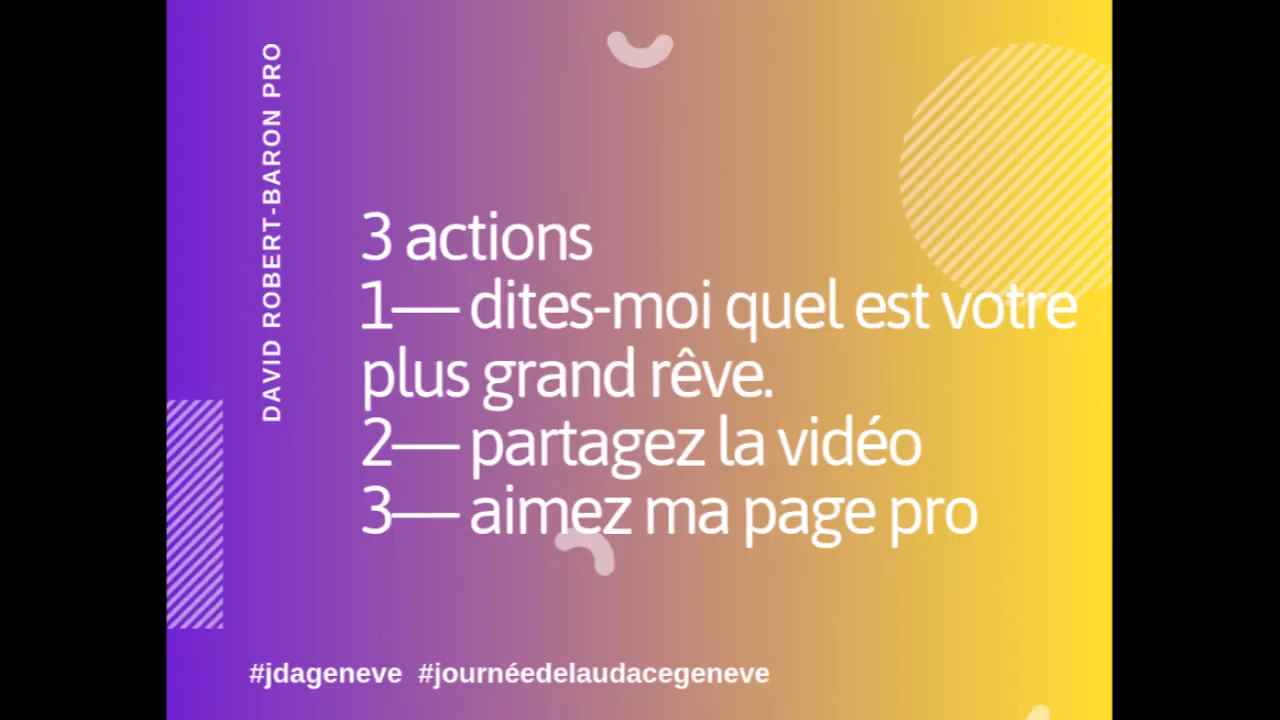 DAVID ROBERT-BARON PRO
3 actions
1— dites-moi quel est votre
plus grand rêve.
2— partagez la vidéo
3— aimez ma page pro
#jdageneve #journéedelaudacegeneve